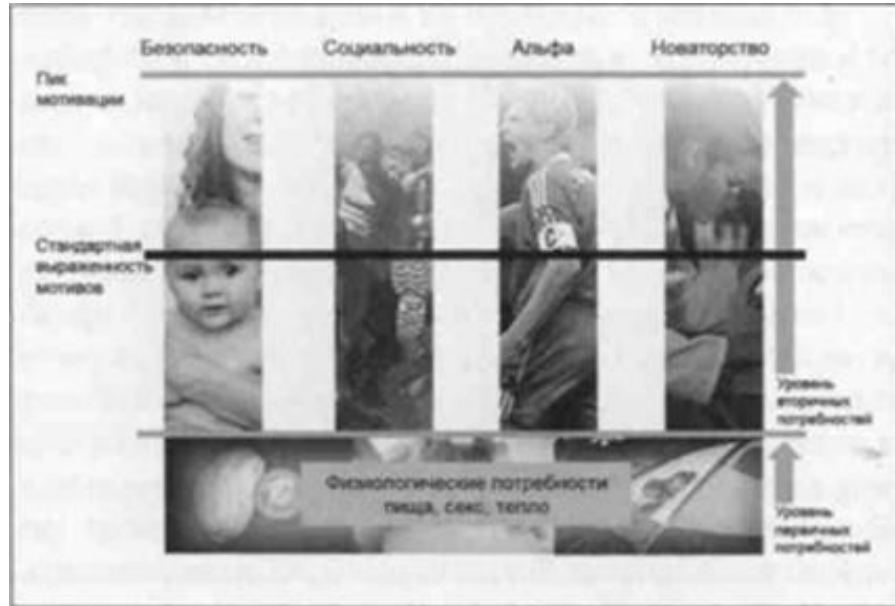 Безопасность Социальность Альфа Новаторство
Пик
мотивации
Стандартная
выраженность
мотивов
Уровень
вторичных
потребностей
Физиологические потребности
пища, секс, тепло
Уровень
первичных
потребностей